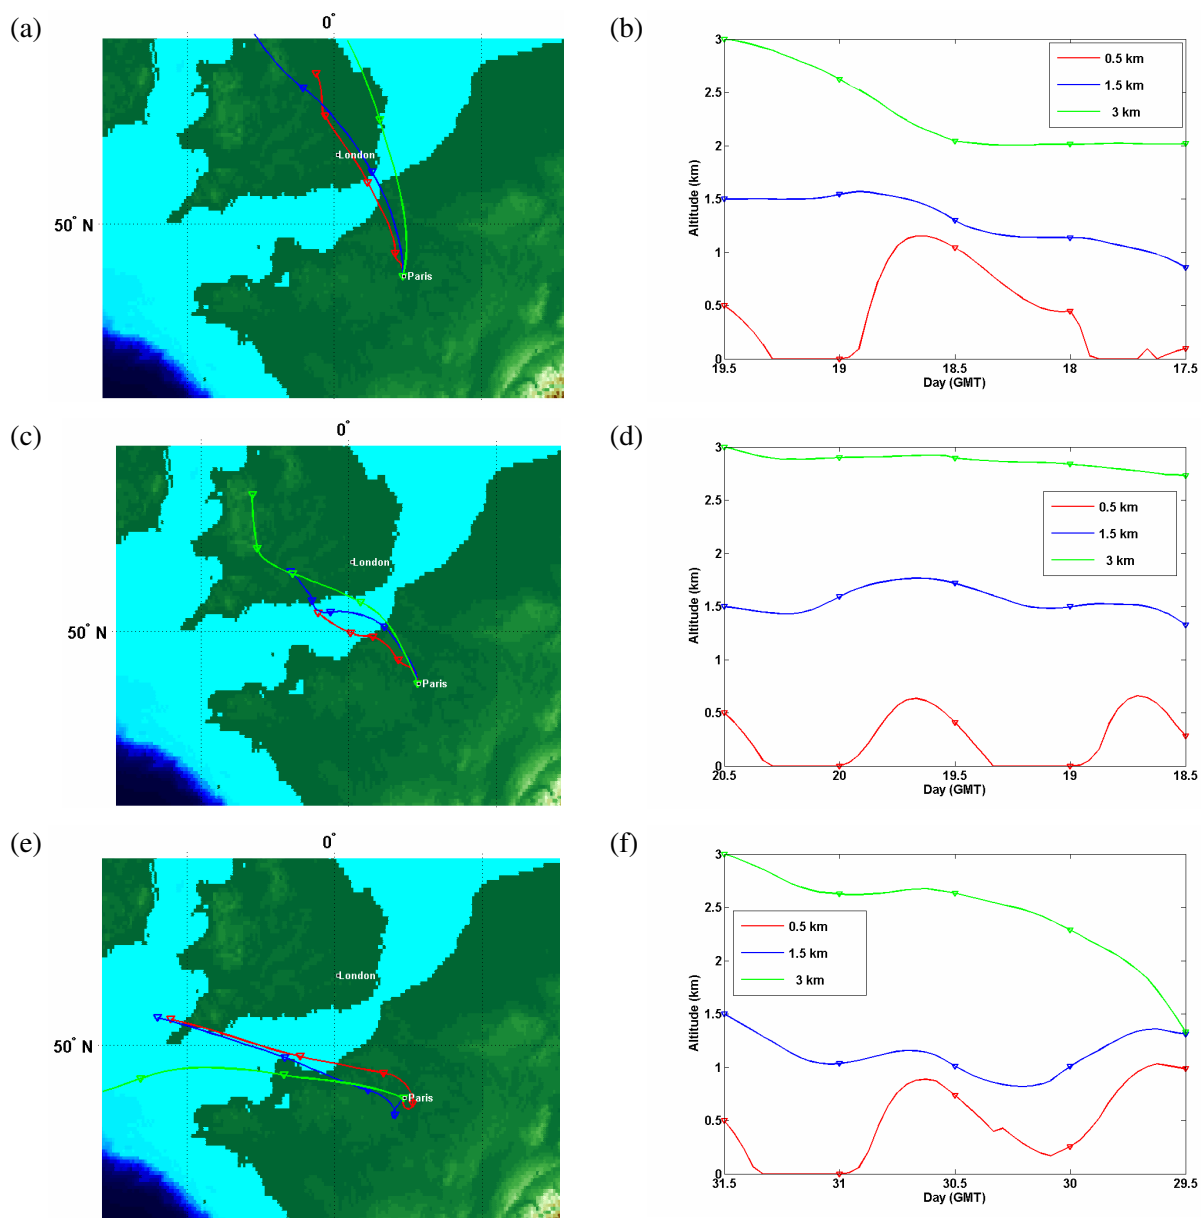 (a)
0°
London
50° N
Paris
(b)
3
2.5
2
1.5
1
0.5
0
Altitude (km)
0.5 km
1.5 km
3 km
19.5 19 18.5 18 17.5
Day (GMT)
(c)
0°
London
50° N
Paris
(d)
3
2.5
2
1.5
1
0.5
0
Altitude (km)
0.5 km
1.5 km
3 km
20.5 20 19.5 19 18.5
Day (GMT)
(e)
0°
London
50° N
Paris
(f)
3
2.5
2
1.5
1
0.5
0
Altitude (km)
0.5 km
1.5 km
3 km
31.5 31 30.5 30 29.5
Day (GMT)